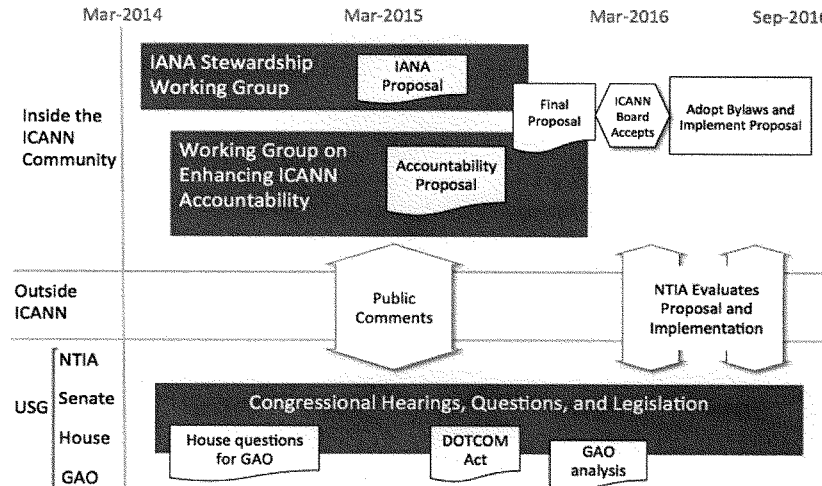 Mar-2014
Mar-2015
Mar-2016
Sep-2016
Inside the
ICANN
Community
IANA Stewardship
Working Group
IANA
Proposal
Working Group on
Enhancing ICANN
Accountability
Accountability
Proposal
Final
Proposal
ICANN
Board
Accepts
Adopt Bylaws and
Implement Proposal
Outside
ICANN
Public
Comments
NTIA Evaluates
Proposal and
Implementation
USG
NTIA
Senate
House
GAO
Congressional Hearings, Questions, and Legislation
House questions
for GAO
DOTCOM
Act
GAO
analysis